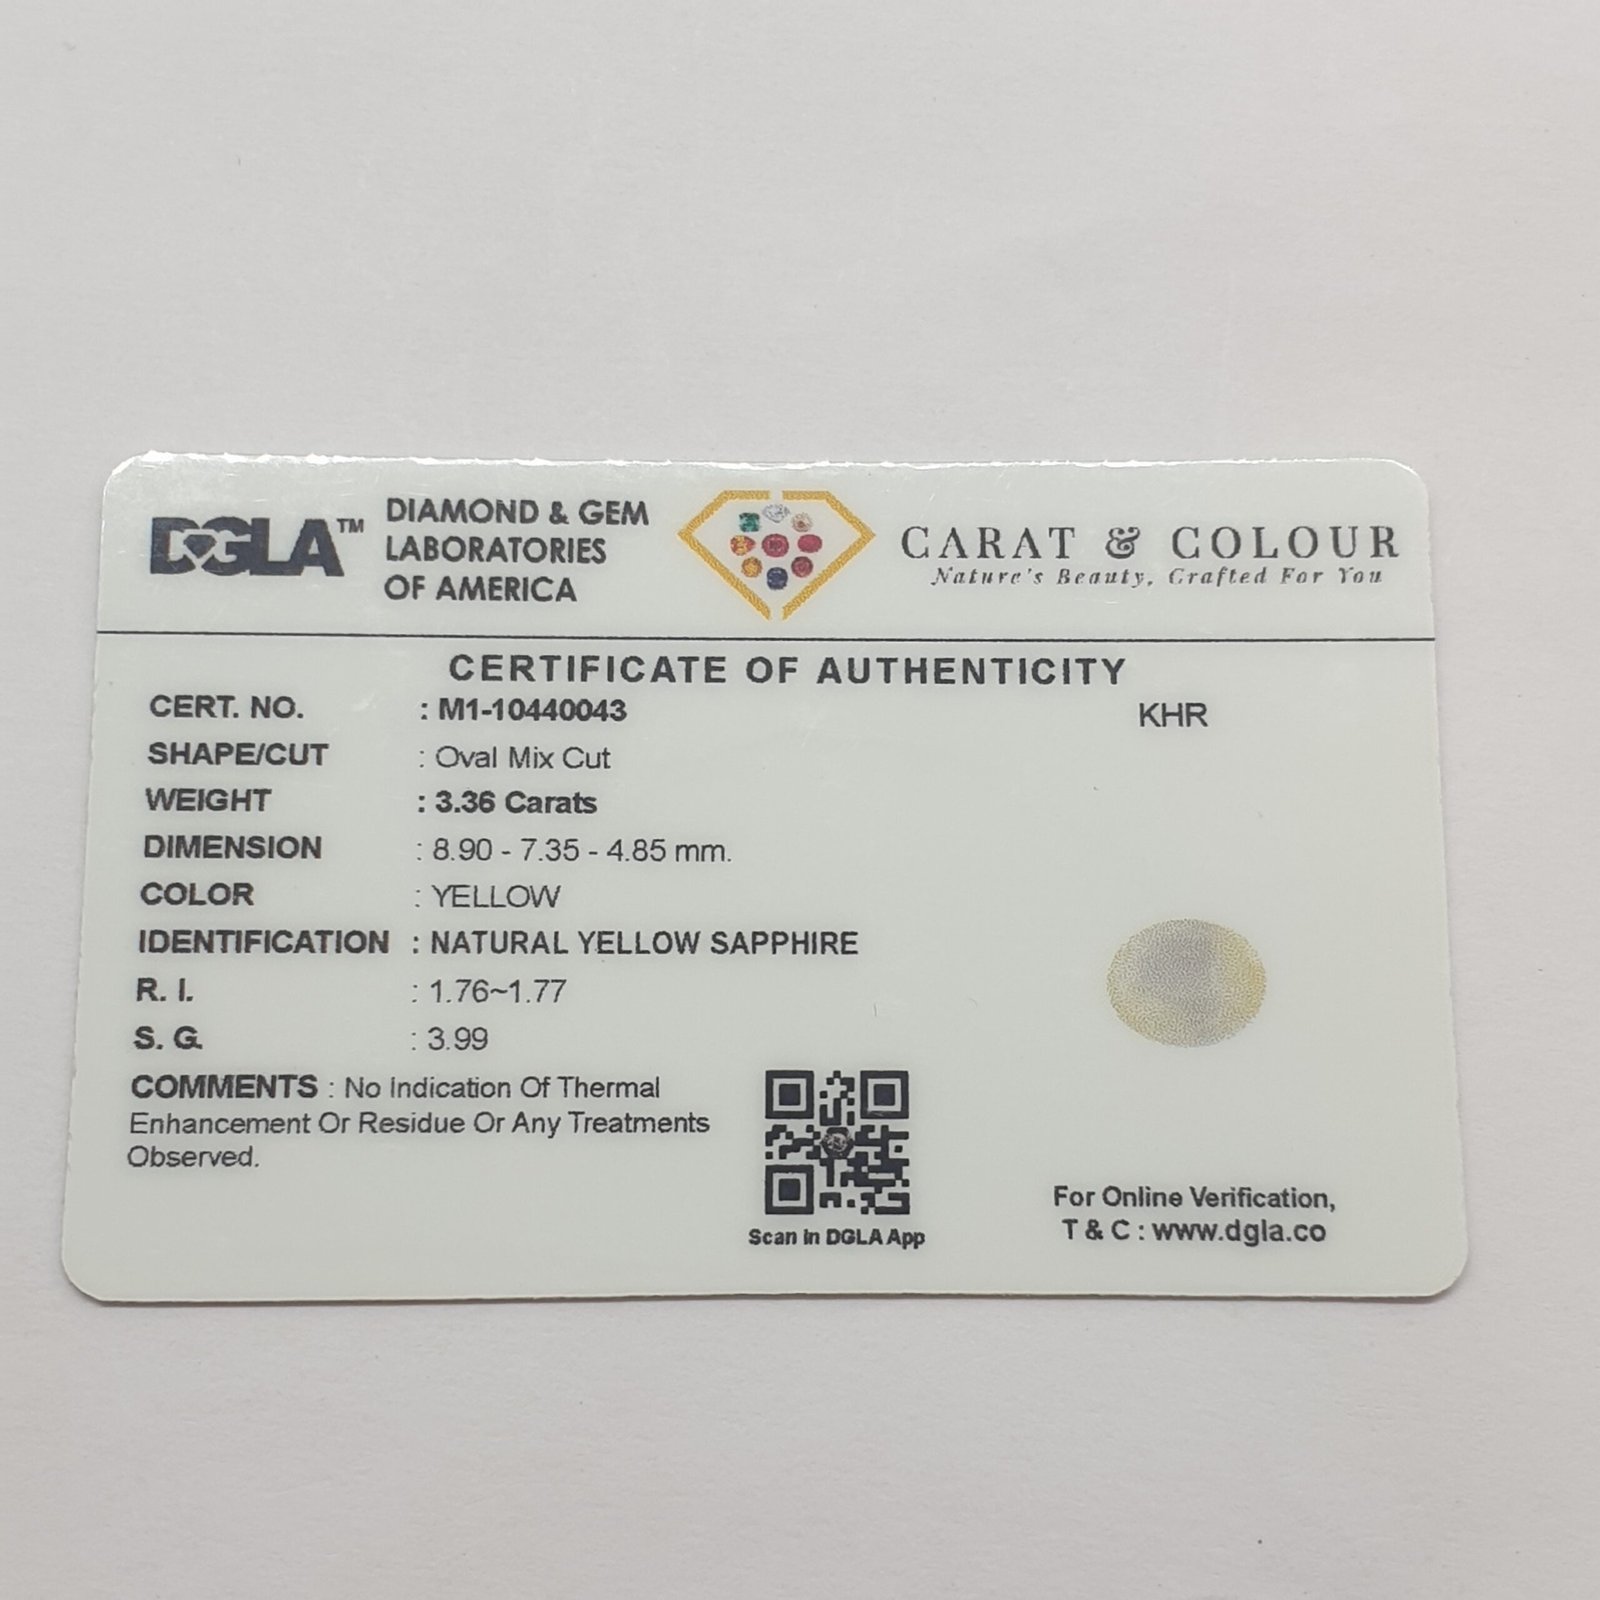 DGLA™
DIAMOND & GEM
LABORATORIES
OF AMERICA
CARAT & COLOUR
Nature's Beauty, Crafted For You
CERTIFICATE OF AUTHENTICITY
CERT. NO. : M1-10440043
KHR
SHAPE/CUT : Oval Mix Cut
WEIGHT : 3.36 Carats
DIMENSION : 8.90 - 7.35 - 4.85 mm.
COLOR : YELLOW
IDENTIFICATION : NATURAL YELLOW SAPPHIRE
R. I. : 1.76~1.77
S. G. : 3.99
COMMENTS : No Indication Of Thermal
Enhancement Or Residue Or Any Treatments
Observed.
Scan in DGLA App
For Online Verification,
T & C : www.dgla.co